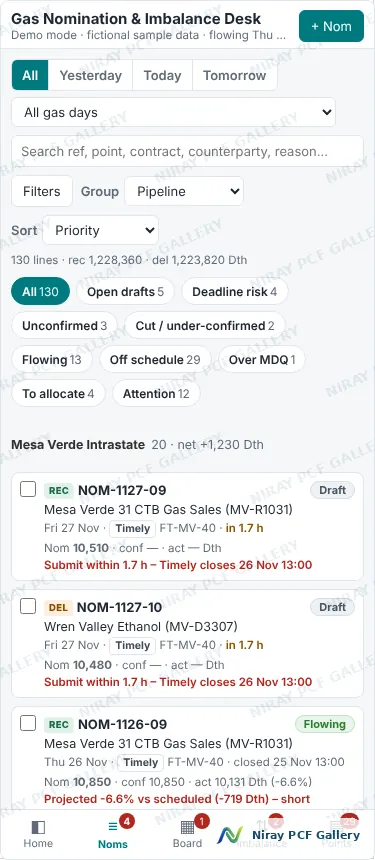 Gas Nomination & Imbalance Desk
Demo mode · fictional sample data · flowing Thu ...
+ Nom
All Yesterday Today Tomorrow
All gas days
Search ref, point, contract, counterparty, reason...
Filters Group Pipeline
Sort Priority
130 lines · rec 1,228,360 · del 1,223,820 Dth
All 130 Open drafts 5 Deadline risk 4
Unconfirmed 3 Cut / under-confirmed 2
Flowing 13 Off schedule 29 Over MDQ 1
To allocate 4 Attention 12
Mesa Verde Intrastate 20 · net +1,230 Dth
REC NOM-1127-09 Draft
Mesa Verde 31 CTB Gas Sales (MV-R1031)
Fri 27 Nov · Timely FT-MV-40 · in 1.7 h
Nom 10,510 · conf — · act — Dth
Submit within 1.7 h – Timely closes 26 Nov 13:00
DEL NOM-1127-10 Draft
Wren Valley Ethanol (MV-D3307)
Fri 27 Nov · Timely FT-MV-40 · in 1.7 h
Nom 10,480 · conf — · act — Dth
Submit within 1.7 h – Timely closes 26 Nov 13:00
REC NOM-1126-09 Flowing
Mesa Verde 31 CTB Gas Sales (MV-R1031)
Thu 26 Nov · Timely FT-MV-40 · closed 25 Nov 13:00
Nom 10,850 · conf 10,850 · act 10,131 Dth (-6.6%)
Projected -6.6% vs scheduled (-719 Dth) – short
4 1
Home Noms Board
Niray PCF Gallery
NIRAY PCF GALLERY